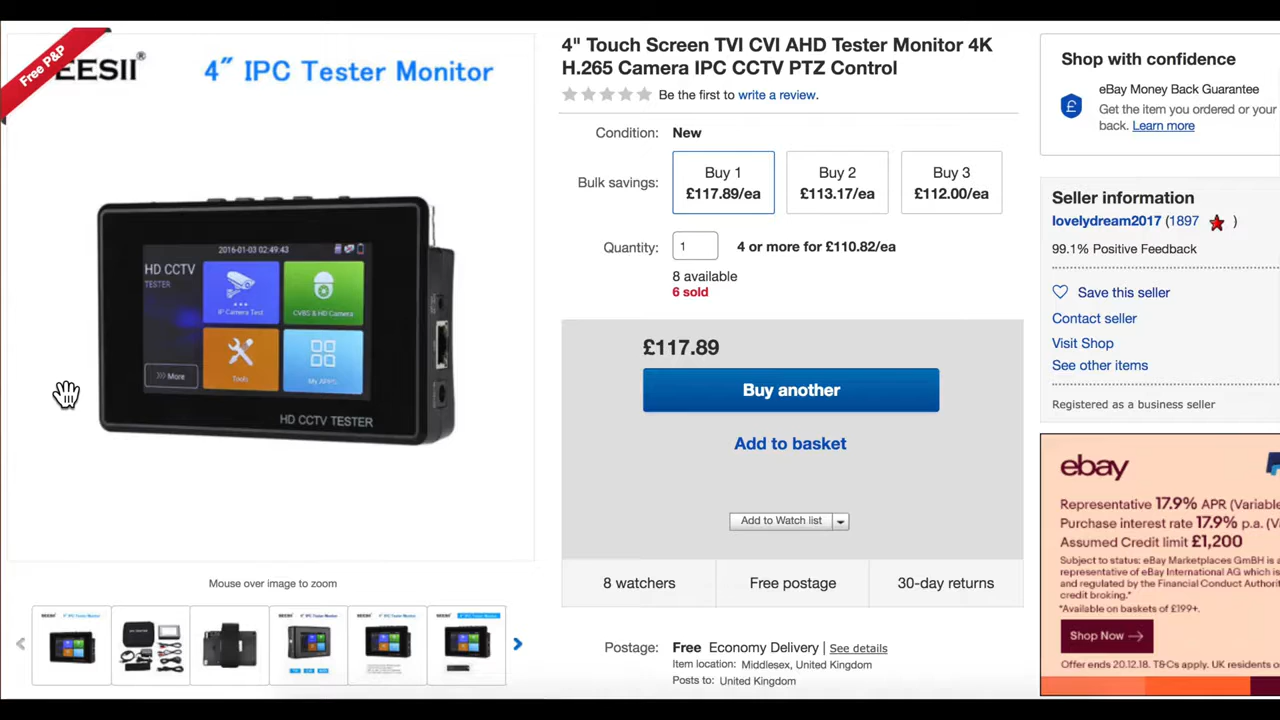 Free P&P
EESII®
4" IPC Tester Monitor
2016-01-03 02:49:43
HD CCTV
TESTER
IP Camera Test
CVBS & HD Camera
>>> More
Tools
My APPS
HD CCTV TESTER
Mouse over image to zoom
4" Touch Screen TVI CVI AHD Tester Monitor 4K
H.265 Camera IPC CCTV PTZ Control
Be the first to write a review.
Condition: New
Bulk savings:
Buy 1
£117.89/ea
Buy 2
£113.17/ea
Buy 3
£112.00/ea
Quantity: 1 4 or more for £110.82/ea
8 available
6 sold
£117.89
Buy another
Add to basket
Add to Watch list
8 watchers
Free postage
30-day returns
Postage: Free Economy Delivery | See details
Item location: Middlesex, United Kingdom
Posts to: United Kingdom
Shop with confidence
eBay Money Back Guarantee
Get the item you ordered or your
back. Learn more
Seller information
lovelydream2017 (1897 )
99.1% Positive Feedback
Save this seller
Contact seller
Visit Shop
See other items
Registered as a business seller
ebay
Representative 17.9% APR (Variable
Purchase interest rate 17.9% p.a. (V
Assumed Credit limit £1,200
Subject to status: eBay Marketplaces GmBH is a
representative of eBay International AG which is
and regulated by the Financial Conduct Authori
credit broking.*
*Available on baskets of £199+.
Shop Now →
Offer ends 20.12.18. T&Cs apply. UK residents o